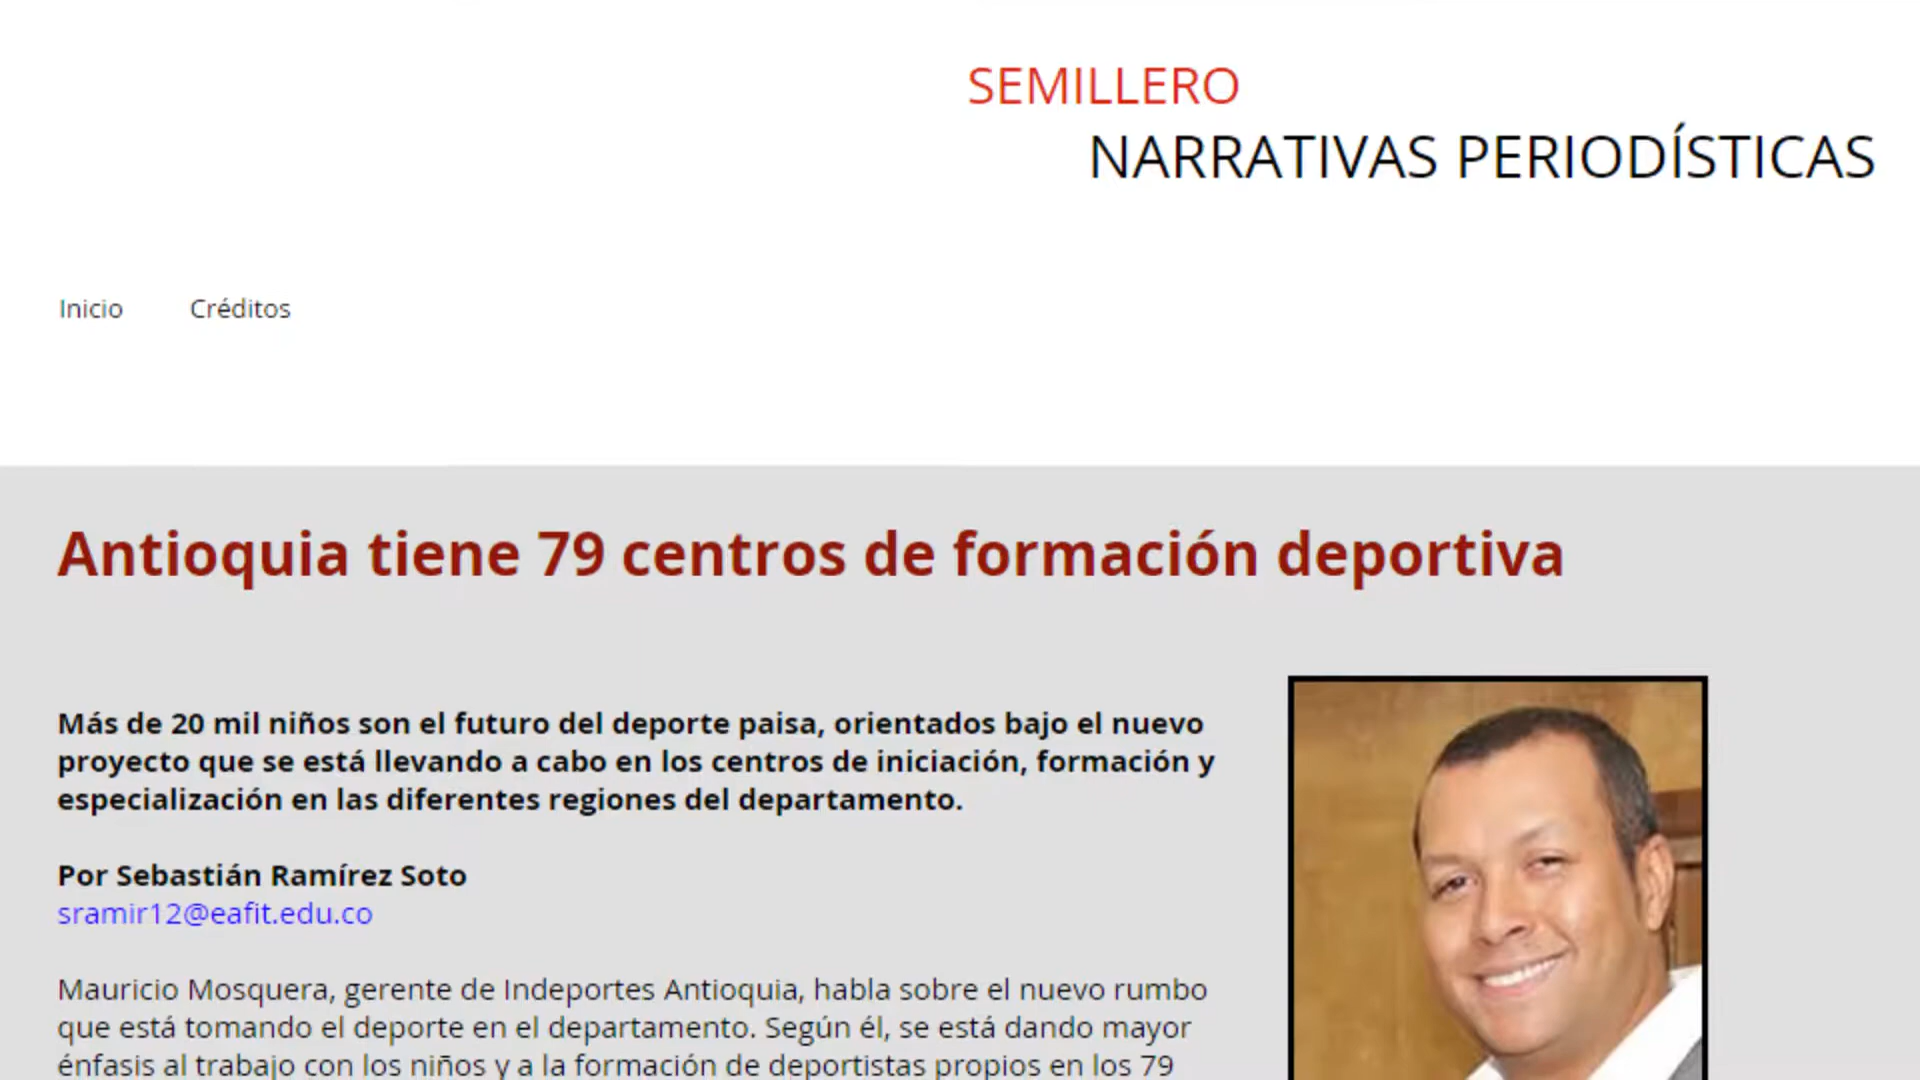 SEMILLERO
NARRATIVAS PERIODÍSTICAS
Inicio Créditos
Antioquia tiene 79 centros de formación deportiva
Más de 20 mil niños son el futuro del deporte paisa, orientados bajo el nuevo
proyecto que se está llevando a cabo en los centros de iniciación, formación y
especialización en las diferentes regiones del departamento.
Por Sebastián Ramírez Soto
sramir12@eafit.edu.co
Mauricio Mosquera, gerente de Indeportes Antioquia, habla sobre el nuevo rumbo
que está tomando el deporte en el departamento. Según él, se está dando mayor
énfasis al trabajo con los niños y a la formación de deportistas propios en los 79